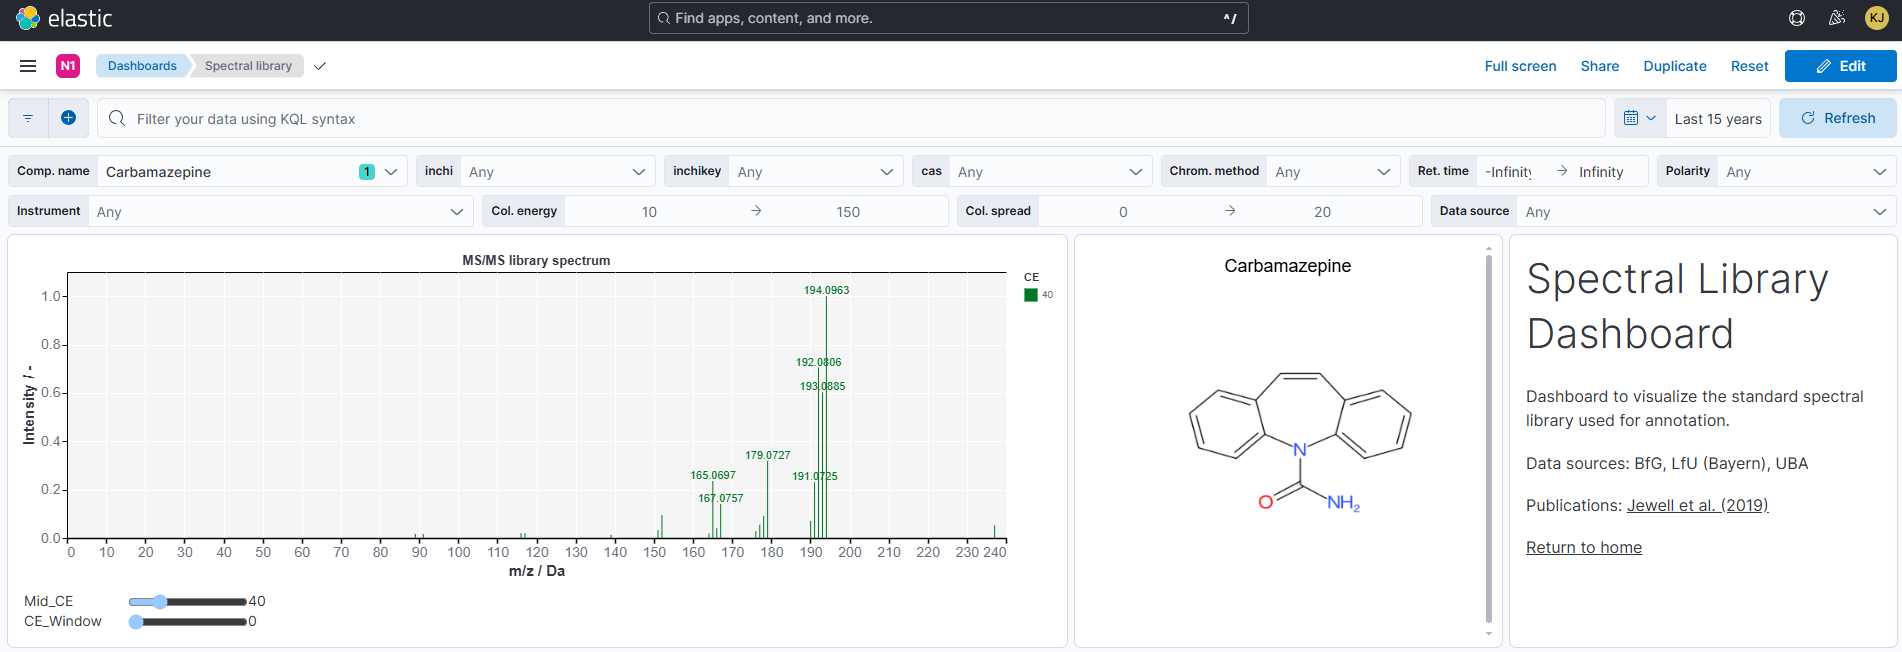 elastic
Find apps, content, and more.
^/
KJ
N1
Dashboards
Spectral library
Full screen
Share
Duplicate
Reset
Edit
Filter your data using KQL syntax
Last 15 years
Refresh
Comp. name Carbamazepine 1
inchi Any
inchikey Any
cas Any
Chrom. method Any
Ret. time -Infinity → Infinity
Polarity Any
Instrument Any
Col. energy 10 → 150
Col. spread 0 → 20
Data source Any
MS/MS library spectrum
CE
40
Intensity / -
1.0
0.8
0.6
0.4
0.2
0.0
194.0963
192.0806
193.0885
179.0727
165.0697
191.0725
167.0757
0 10 20 30 40 50 60 70 80 90 100 110 120 130 140 150 160 170 180 190 200 210 220 230 240
m/z / Da
Mid_CE 40
CE_Window 0
Carbamazepine
N
O
NH2
Spectral Library
Dashboard
Dashboard to visualize the standard spectral
library used for annotation.
Data sources: BfG, LfU (Bayern), UBA
Publications: Jewell et al. (2019)
Return to home